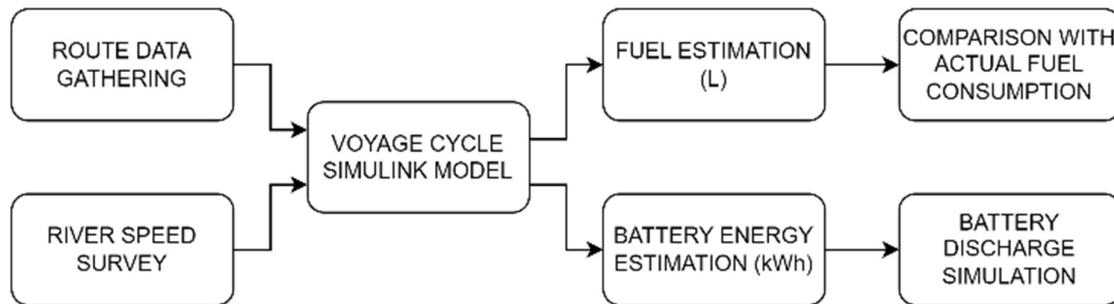 ROUTE DATA
GATHERING
RIVER SPEED
SURVEY
VOYAGE CYCLE
SIMULINK MODEL
FUEL ESTIMATION
(L)
COMPARISON WITH
ACTUAL FUEL
CONSUMPTION
BATTERY ENERGY
ESTIMATION (kWh)
BATTERY
DISCHARGE
SIMULATION